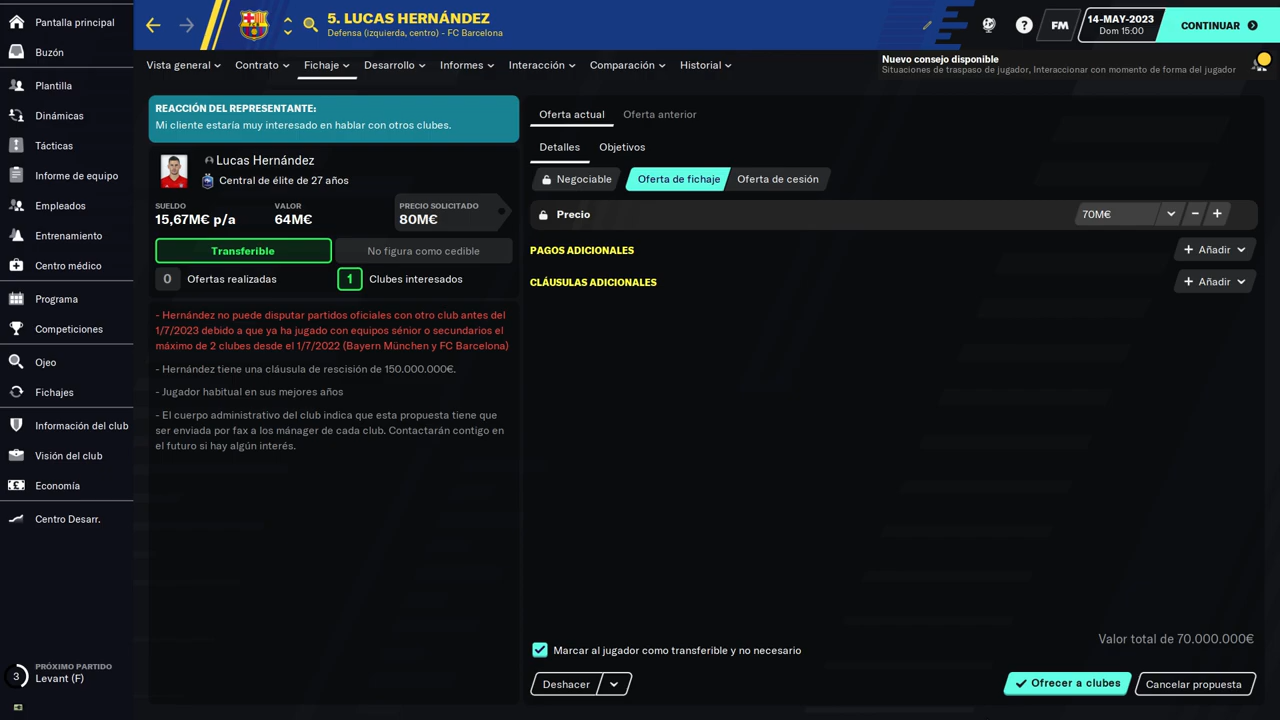 Pantalla principal
Buzón
Plantilla
Dinámicas
Tácticas
Informe de equipo
Empleados
Entrenamiento
Centro médico
Programa
Competiciones
Ojeo
Fichajes
Información del club
Visión del club
Economía
Centro Desarr.
3
PRÓXIMO PARTIDO
Levant (F)
5. LUCAS HERNÁNDEZ
Defensa (izquierda, centro) - FC Barcelona
?
FM
14-MAY-2023
Dom 15:00
CONTINUAR
Vista general
Contrato
Fichaje
Desarrollo
Informes
Interacción
Comparación
Historial
Nuevo consejo disponible
Situaciones de traspaso de jugador, Interaccionar con momento de forma del jugador
REACCIÓN DEL REPRESENTANTE:
Mi cliente estaría muy interesado en hablar con otros clubes.
Lucas Hernández
Central de élite de 27 años
SUELDO
15,67M€ p/a
VALOR
64M€
PRECIO SOLICITADO
80M€
Transferible
No figura como cedible
0 Ofertas realizadas
1 Clubes interesados
- Hernández no puede disputar partidos oficiales con otro club antes del
1/7/2023 debido a que ya ha jugado con equipos sénior o secundarios el
máximo de 2 clubes desde el 1/7/2022 (Bayern München y FC Barcelona)
- Hernández tiene una cláusula de rescisión de 150.000.000€.
- Jugador habitual en sus mejores años
- El cuerpo administrativo del club indica que esta propuesta tiene que
ser enviada por fax a los mánager de cada club. Contactarán contigo en
el futuro si hay algún interés.
Oferta actual
Oferta anterior
Detalles
Objetivos
Negociable
Oferta de fichaje
Oferta de cesión
Precio
70M€
- +
PAGOS ADICIONALES
+ Añadir
CLÁUSULAS ADICIONALES
+ Añadir
Valor total de 70.000.000€
Marcar al jugador como transferible y no necesario
Deshacer
Ofrecer a clubes
Cancelar propuesta